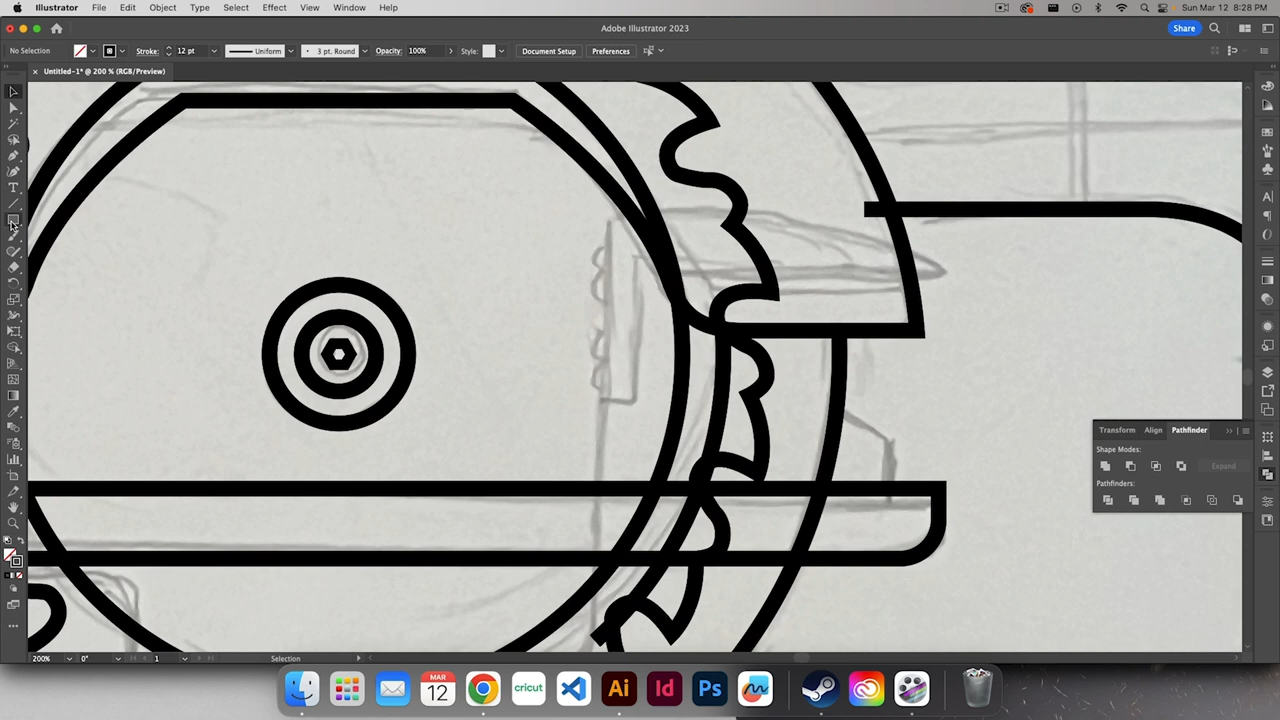 Illustrator File Edit Object Type Select Effect View Window Help Sun Mar 12 8:28 PM
Adobe Illustrator 2023 Share
No Selection Stroke: 12 pt Uniform 3 pt. Round Opacity: 100% Style: Document Setup Preferences
× Untitled-1* @ 200 % (RGB/Preview)
Transform Align Pathfinder
Shape Modes:
Expand
Pathfinders:
200% 0° 1 Selection
MAR
12 cricut Ai Id Ps